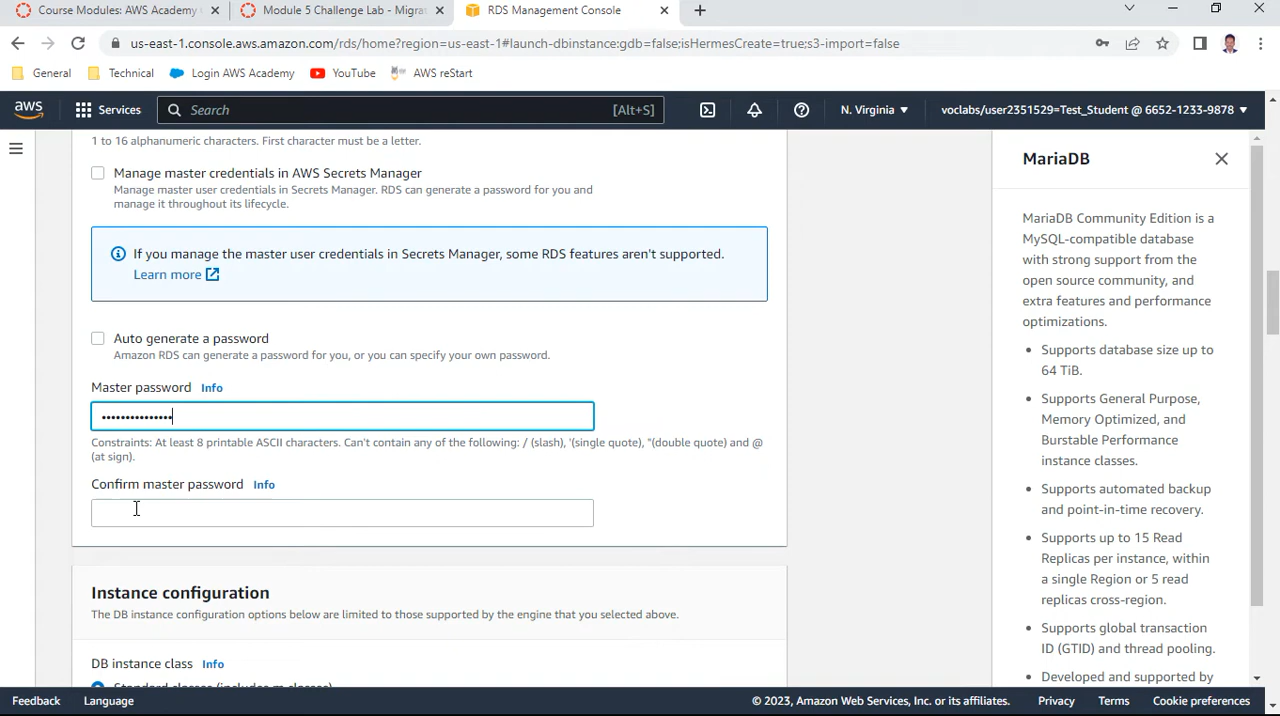 Course Modules: AWS Academy
Module 5 Challenge Lab - Migrat
RDS Management Console
us-east-1.console.aws.amazon.com/rds/home?region=us-east-1#launch-dbinstance:gdb=false;isHermesCreate=true;s3-import=false
General
Technical
Login AWS Academy
YouTube
AWS reStart
aws
Services
Search
[Alt+S]
N. Virginia
voclabs/user2351529=Test_Student @ 6652-1233-9878
1 to 16 alphanumeric characters. First character must be a letter.
Manage master credentials in AWS Secrets Manager
Manage master user credentials in Secrets Manager. RDS can generate a password for you and
manage it throughout its lifecycle.
If you manage the master user credentials in Secrets Manager, some RDS features aren't supported.
Learn more
Auto generate a password
Amazon RDS can generate a password for you, or you can specify your own password.
Master password Info
•••••••••••••••
Constraints: At least 8 printable ASCII characters. Can't contain any of the following: / (slash), '(single quote), "(double quote) and @
(at sign).
Confirm master password Info
Instance configuration
The DB instance configuration options below are limited to those supported by the engine that you selected above.
DB instance class Info
Standard classes (includes m classes)
MariaDB
MariaDB Community Edition is a
MySQL-compatible database
with strong support from the
open source community, and
extra features and performance
optimizations.
• Supports database size up to
64 TiB.
• Supports General Purpose,
Memory Optimized, and
Burstable Performance
instance classes.
• Supports automated backup
and point-in-time recovery.
• Supports up to 15 Read
Replicas per instance, within
a single Region or 5 read
replicas cross-region.
• Supports global transaction
ID (GTID) and thread pooling.
• Developed and supported by
Feedback
Language
© 2023, Amazon Web Services, Inc. or its affiliates.
Privacy
Terms
Cookie preferences